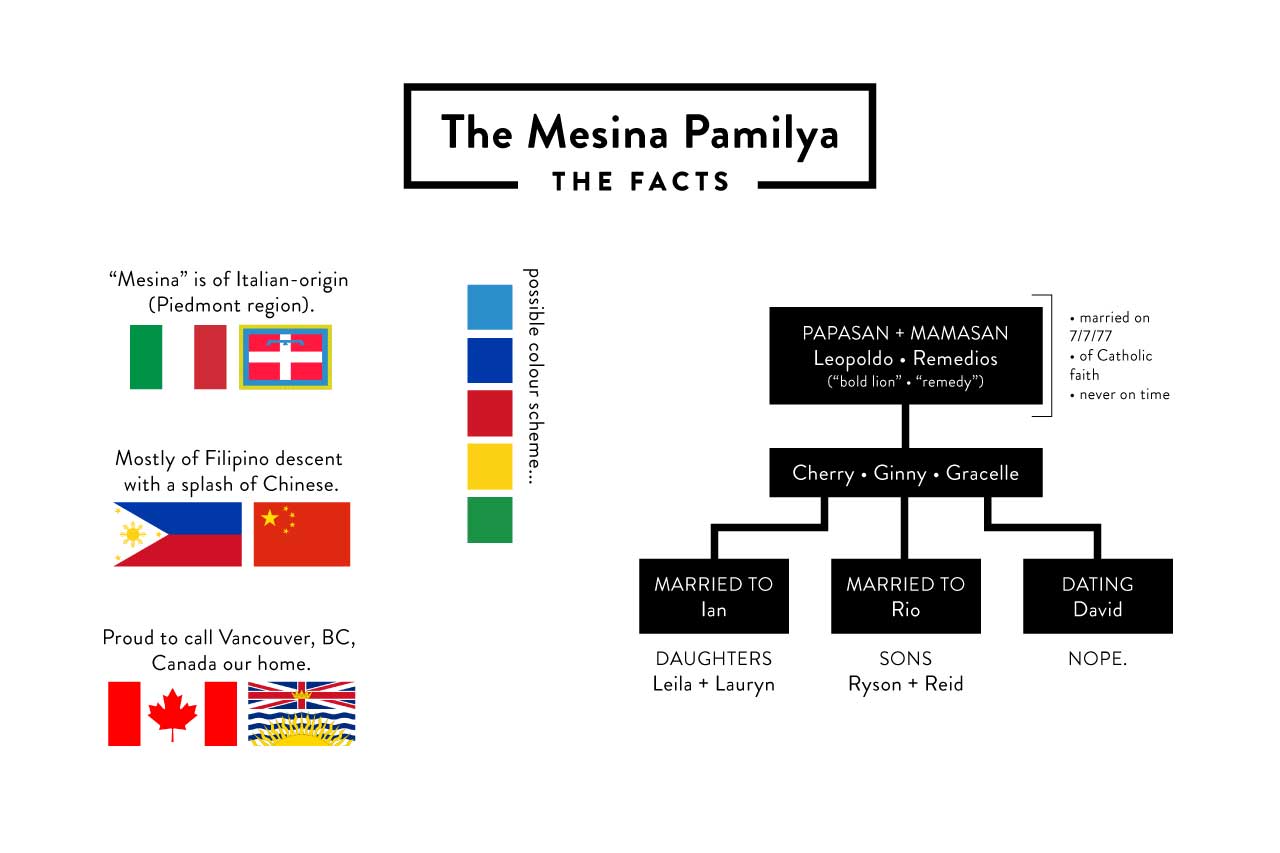 The Mesina Pamilya
THE FACTS
“Mesina” is of Italian-origin
(Piedmont region).
Mostly of Filipino descent
with a splash of Chinese.
Proud to call Vancouver, BC,
Canada our home.
possible colour scheme...
PAPASAN + MAMASAN
Leopoldo • Remedios
(“bold lion” • “remedy”)
• married on
7/7/77
• of Catholic
faith
• never on time
Cherry • Ginny • Gracelle
MARRIED TO
Ian
DAUGHTERS
Leila + Lauryn
MARRIED TO
Rio
SONS
Ryson + Reid
DATING
David
NOPE.